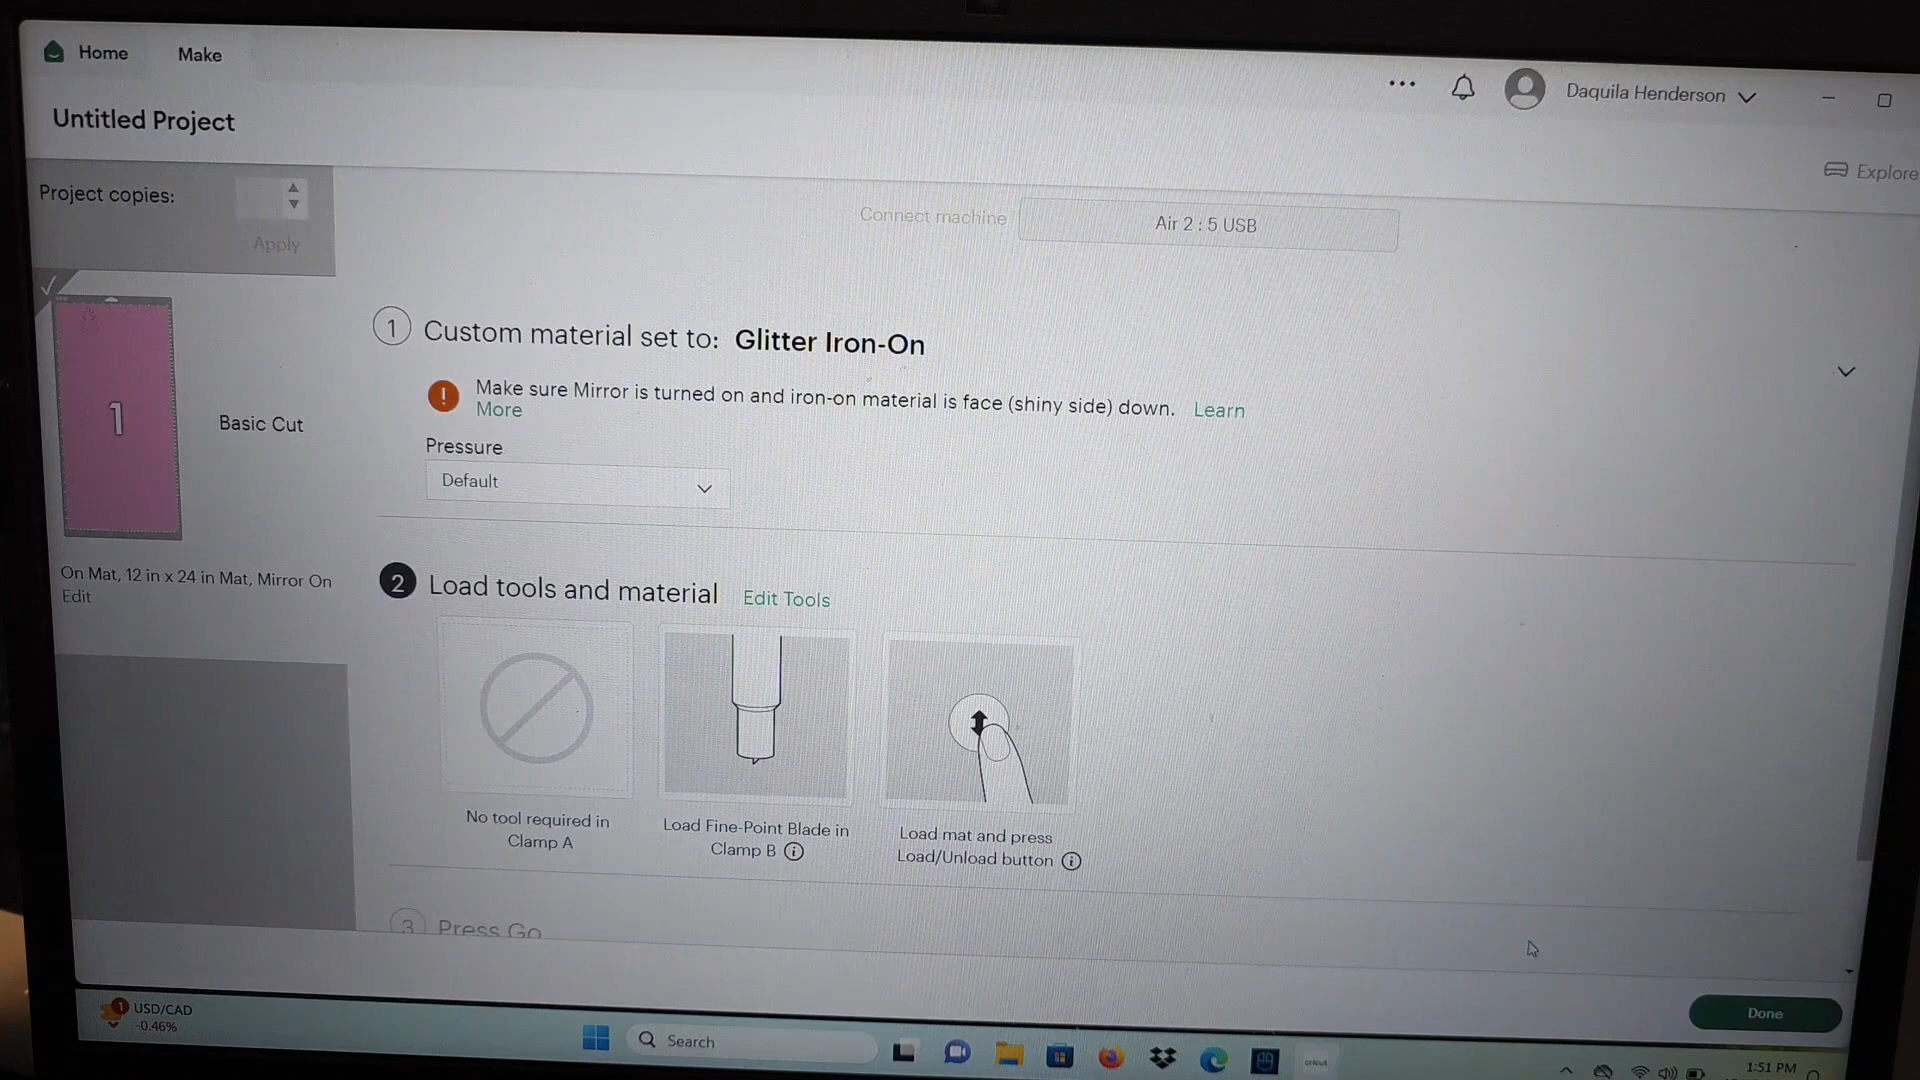 Home Make
Daquila Henderson
Untitled Project
Explore
Project copies:
Apply
Connect machine Air 2 : 5 USB
1 Custom material set to: Glitter Iron-On
! Make sure Mirror is turned on and iron-on material is face (shiny side) down. Learn
More
Pressure
Default
1
Basic Cut
On Mat, 12 in x 24 in Mat, Mirror On
Edit
2 Load tools and material Edit Tools
No tool required in
Clamp A
Load Fine-Point Blade in
Clamp B
Load mat and press
Load/Unload button
3 Press Go
Done
1 USD/CAD
-0.46%
Search
cricut
1:51 PM